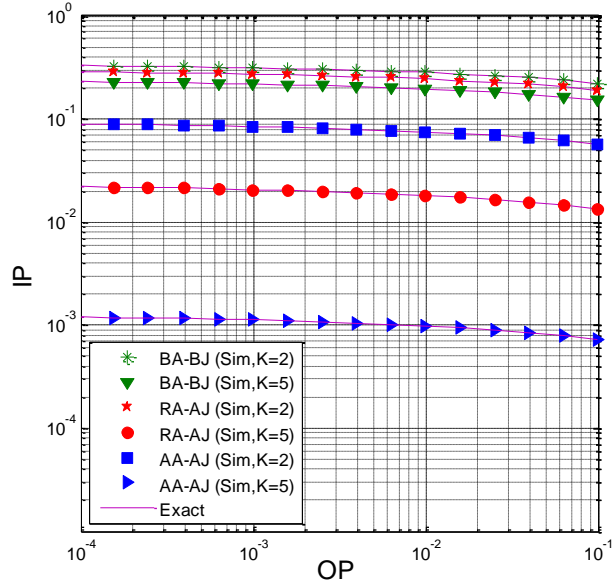 10^0
10^-1
10^-2
10^-3
10^-4
IP
BA-BJ (Sim,K=2)
BA-BJ (Sim,K=5)
RA-AJ (Sim,K=2)
RA-AJ (Sim,K=5)
AA-AJ (Sim,K=2)
AA-AJ (Sim,K=5)
Exact
10^-4
10^-3
10^-2
10^-1
OP